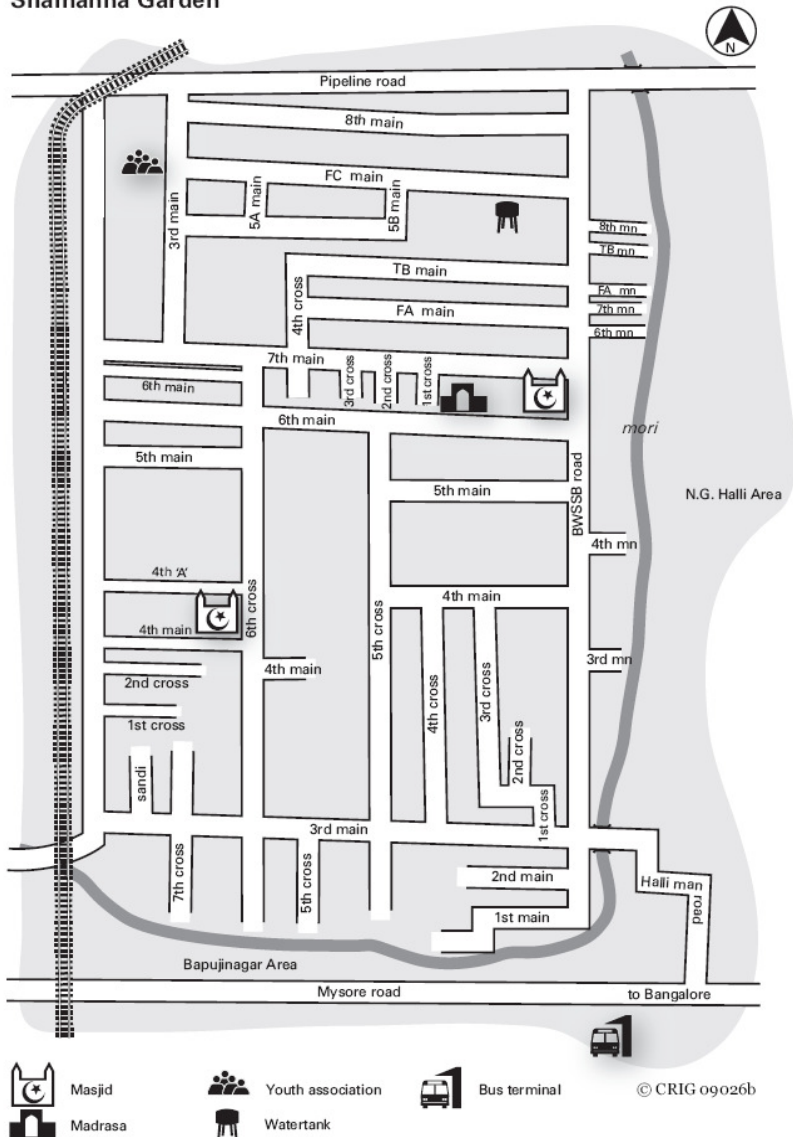 Shamanna Garden
N
Pipeline road
8th main
FC main
3rd main
5A main
5B main
8th mn
TB mn
TB main
FA mn
7th mn
6th mn
4th cross
FA main
7th main
3rd cross
2nd cross
1st cross
6th main
6th main
mori
5th main
5th main
BWSSB road
N.G. Halli Area
4th mn
4th 'A'
6th cross
4th main
5th cross
4th main
3rd mn
4th main
2nd cross
4th cross
3rd cross
1st cross
2nd cross
sandi
1st cross
3rd main
7th cross
5th cross
2nd main
Halli man
road
1st main
Bapujinagar Area
Mysore road
to Bangalore
Masjid
Youth association
Bus terminal
© CRIG 09026b
Madrasa
Watertank